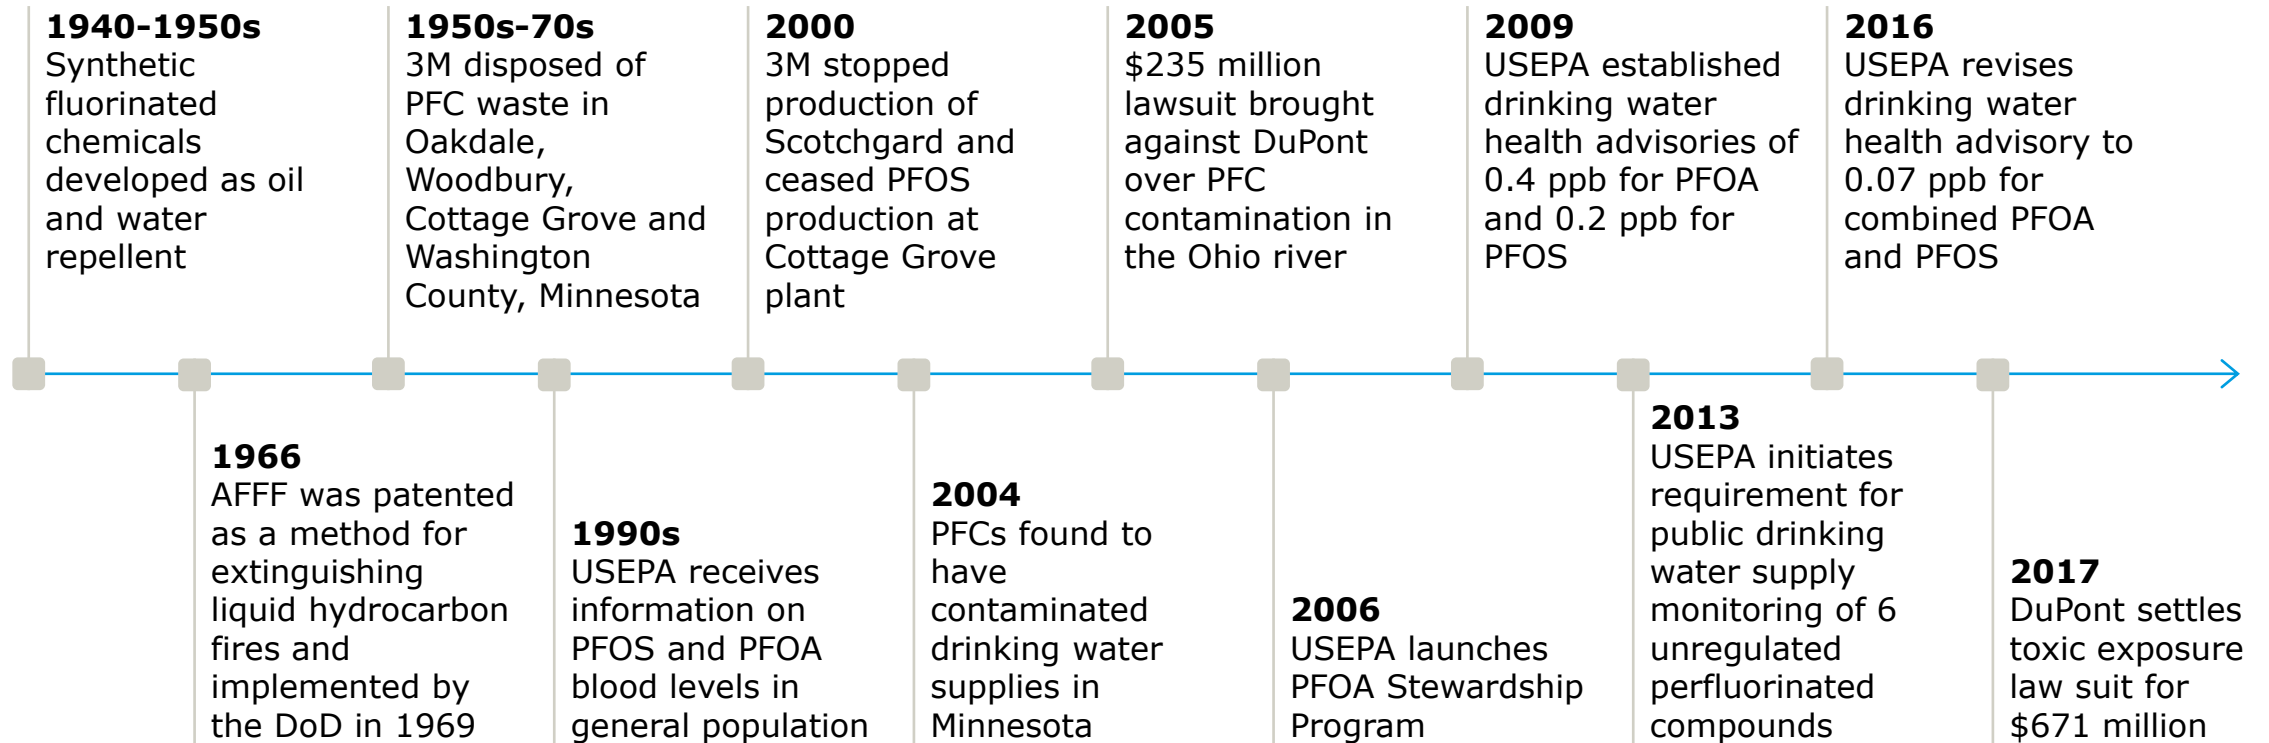 1940-1950s
Synthetic
fluorinated
chemicals
developed as oil
and water
repellent
1950s-70s
3M disposed of
PFC waste in
Oakdale,
Woodbury,
Cottage Grove and
Washington
County, Minnesota
2000
3M stopped
production of
Scotchgard and
ceased PFOS
production at
Cottage Grove
plant
2005
$235 million
lawsuit brought
against DuPont
over PFC
contamination in
the Ohio river
2009
USEPA established
drinking water
health advisories of
0.4 ppb for PFOA
and 0.2 ppb for
PFOS
2016
USEPA revises
drinking water
health advisory to
0.07 ppb for
combined PFOA
and PFOS
1966
AFFF was patented
as a method for
extinguishing
liquid hydrocarbon
fires and
implemented by
the DoD in 1969
1990s
USEPA receives
information on
PFOS and PFOA
blood levels in
general population
2004
PFCs found to
have
contaminated
drinking water
supplies in
Minnesota
2006
USEPA launches
PFOA Stewardship
Program
2013
USEPA initiates
requirement for
public drinking
water supply
monitoring of 6
unregulated
perfluorinated
compounds
2017
DuPont settles
toxic exposure
law suit for
$671 million